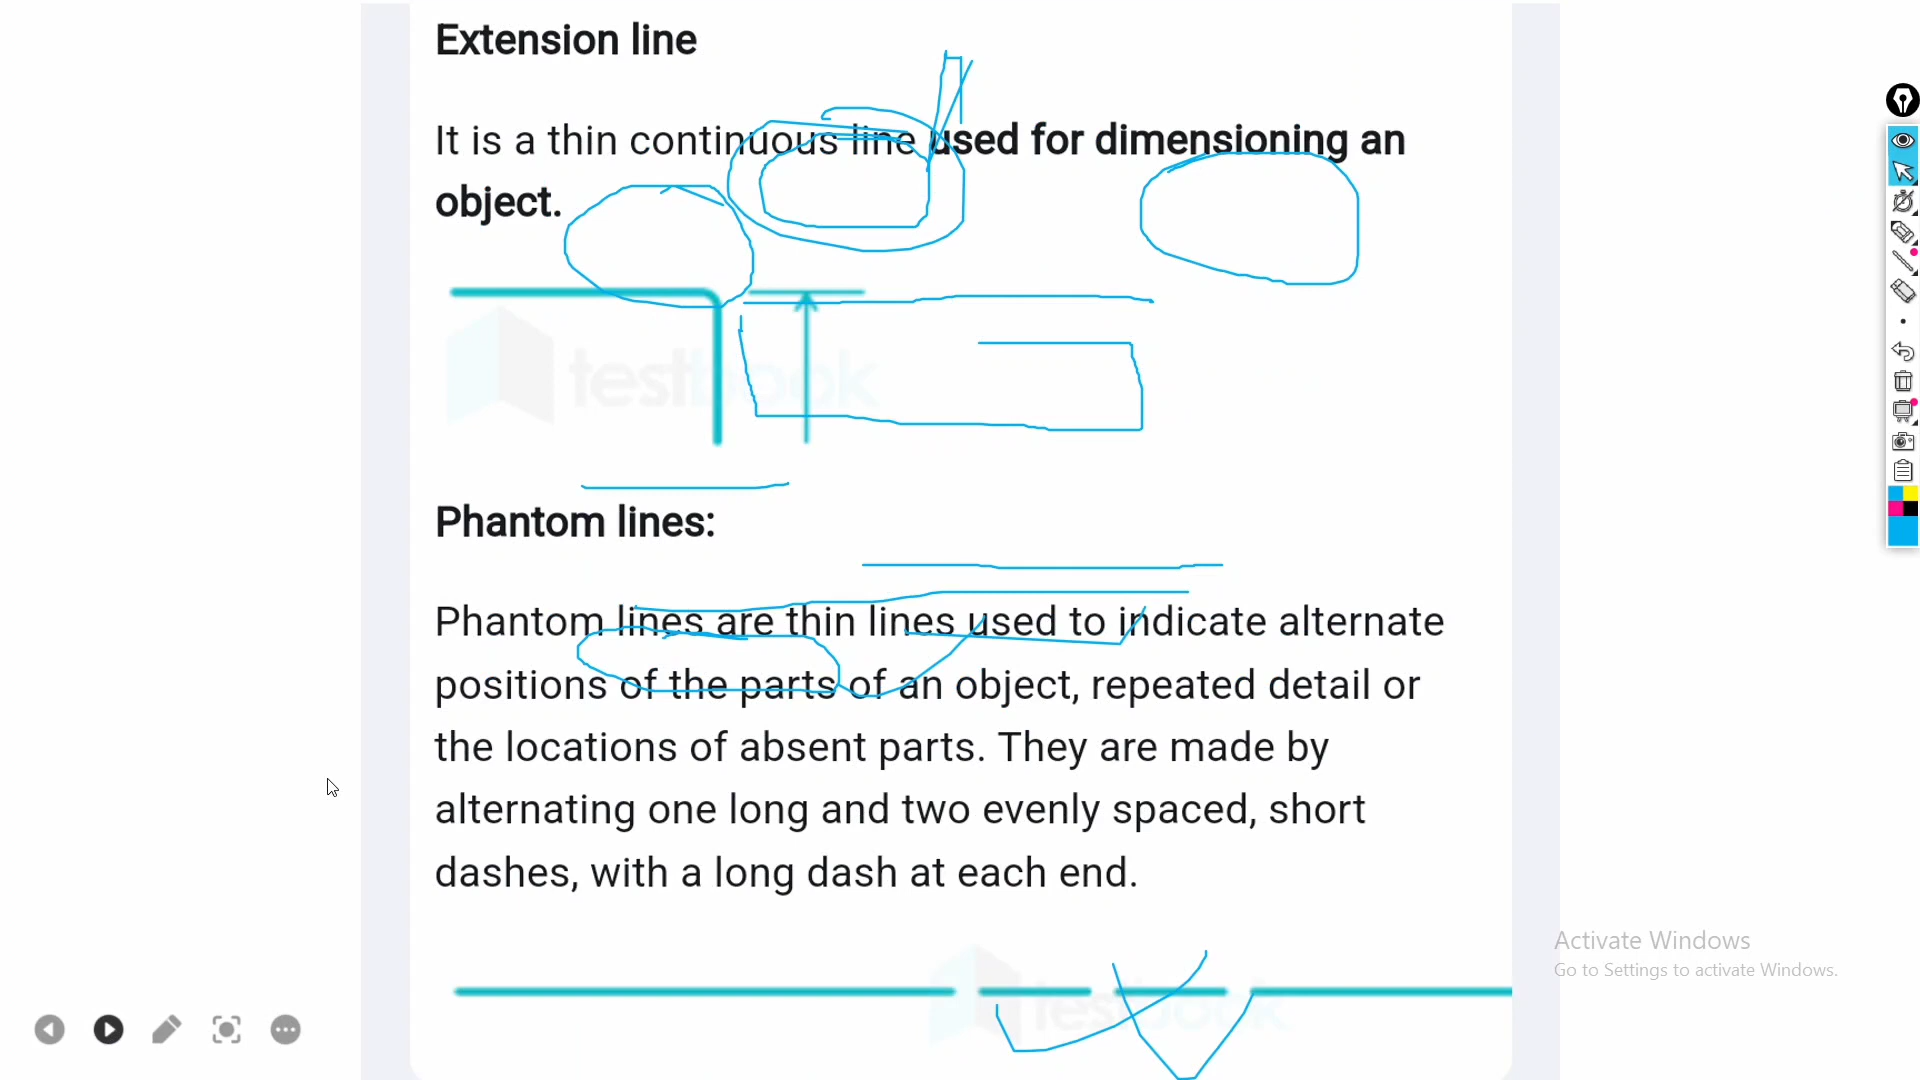 Extension line
It is a thin continuous line used for dimensioning an
object.
testbook
Phantom lines:
Phantom lines are thin lines used to indicate alternate
positions of the parts of an object, repeated detail or
the locations of absent parts. They are made by
alternating one long and two evenly spaced, short
dashes, with a long dash at each end.
testbook
Activate Windows
Go to Settings to activate Windows.